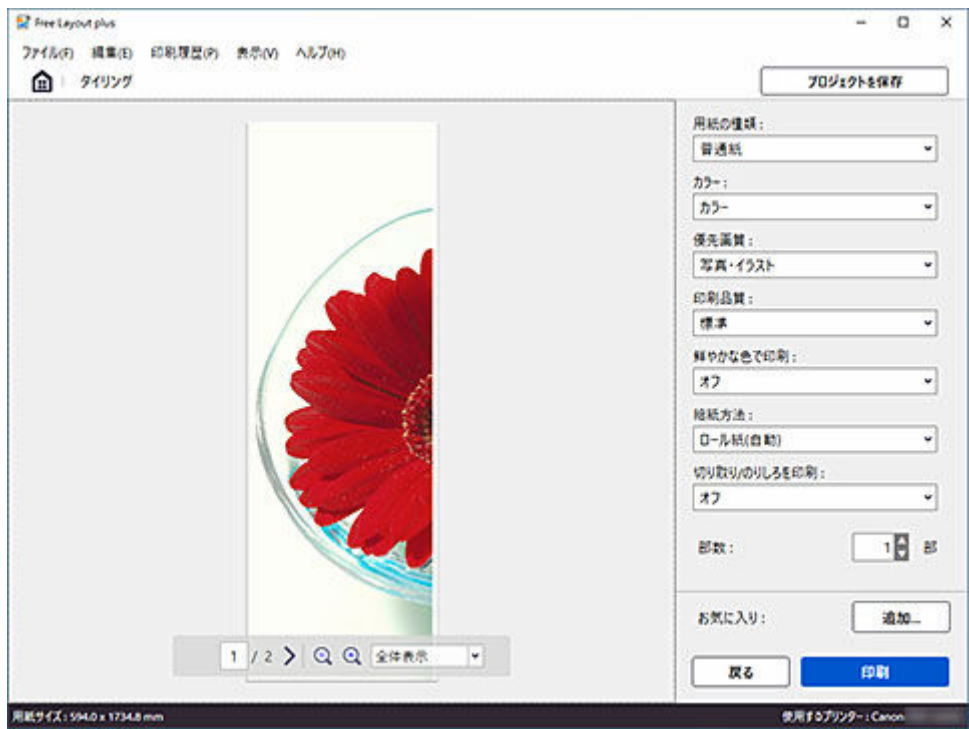 Free Layout plus
ファイル(F) 編集(E) 印刷履歴(P) 表示(V) ヘルプ(H)
タイリング
プロジェクトを保存
用紙の種類:
普通紙
カラー:
カラー
優先画質:
写真・イラスト
印刷品質:
標準
鮮やかな色で印刷:
オフ
給紙方法:
ロール紙(自動)
切り取り/のりしろを印刷:
オフ
部数: 1 部
1 / 2 全体表示
お気に入り: 追加...
戻る 印刷
用紙サイズ: 594.0 x 1734.8 mm 使用するプリンター: Canon